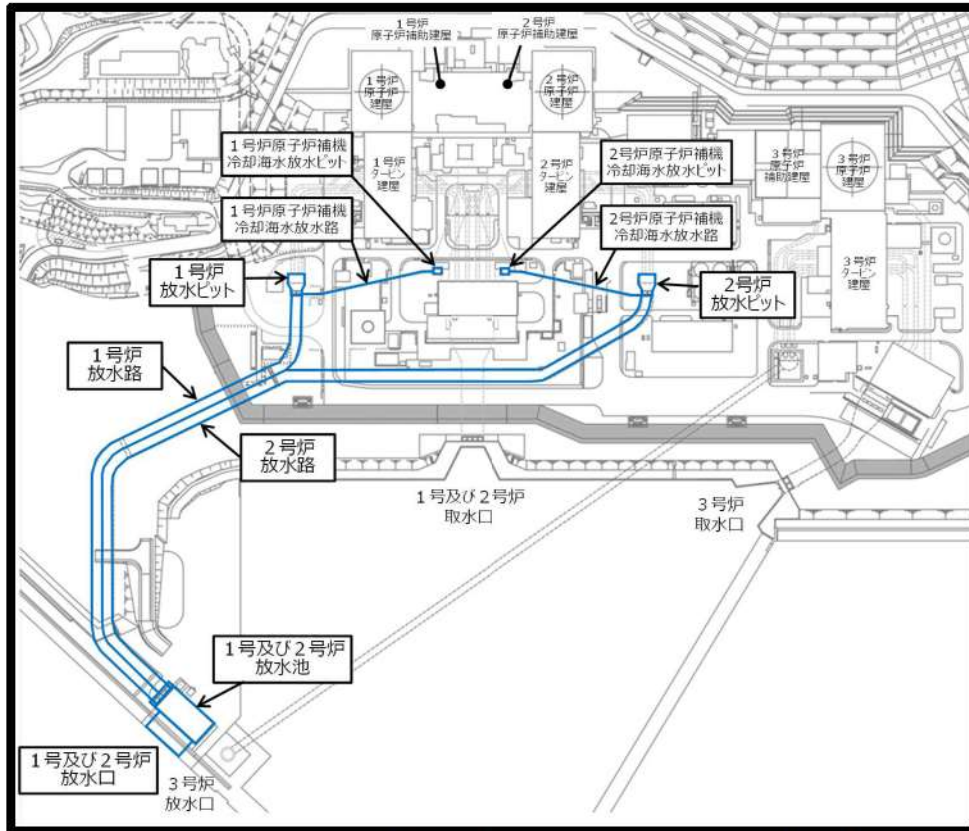 1号炉
原子炉補助建屋
2号炉
原子炉補助建屋
1号炉
原子炉
建屋
2号炉
原子炉
建屋
1号炉原子炉補機
冷却海水放水ピット
1号炉
タービン
建屋
2号炉
タービン
建屋
2号炉原子炉補機
冷却海水放水ピット
3号炉
原子炉
補助建屋
3号炉
原子炉
建屋
1号炉原子炉補機
冷却海水放水路
2号炉原子炉補機
冷却海水放水路
1号炉
放水ピット
2号炉
放水ピット
3号炉
タービン
建屋
1号炉
放水路
2号炉
放水路
1号及び2号炉
取水口
3号炉
取水口
1号及び2号炉
放水池
1号及び2号炉
放水口
3号炉
放水口